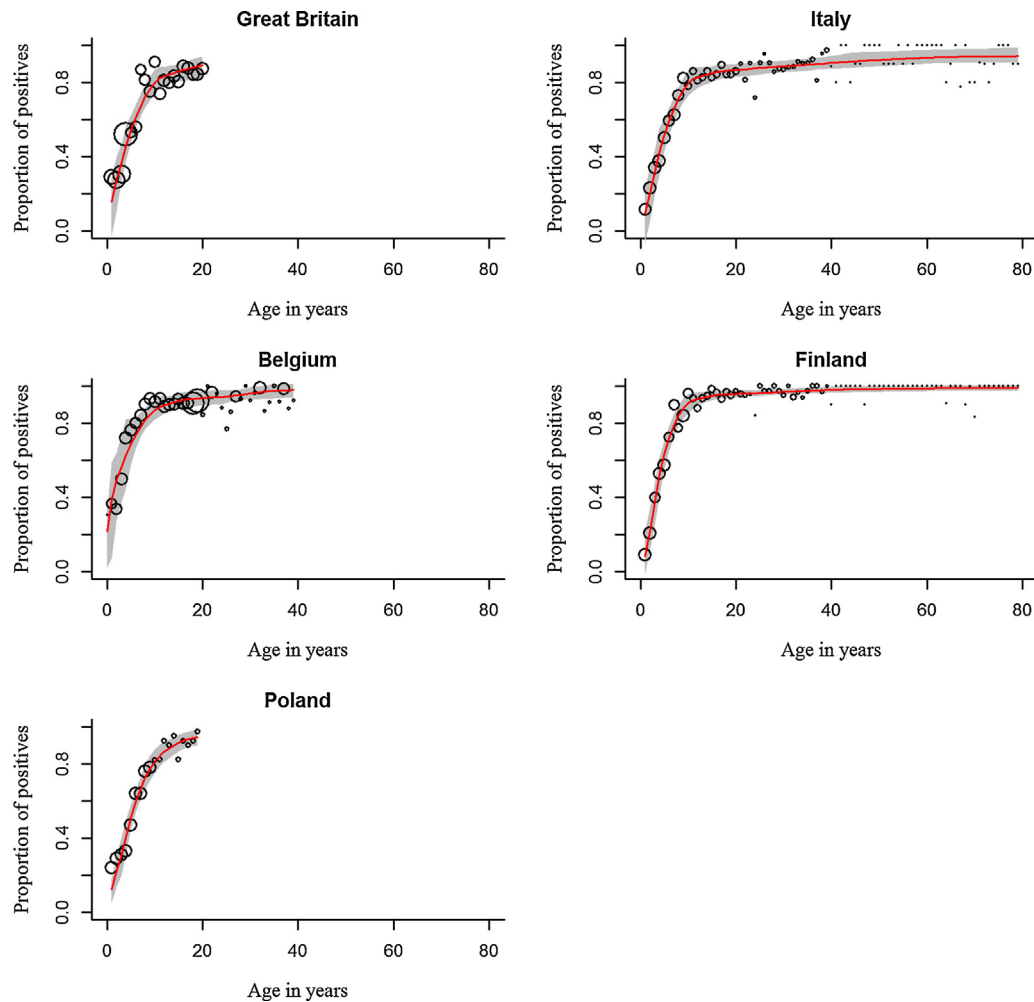 Great Britain
Proportion of positives
0.0 0.4 0.8
0 20 40 60 80
Age in years
Italy
Proportion of positives
0.0 0.4 0.8
0 20 40 60 80
Age in years
Belgium
Proportion of positives
0.0 0.4 0.8
0 20 40 60 80
Age in years
Finland
Proportion of positives
0.0 0.4 0.8
0 20 40 60 80
Age in years
Poland
Proportion of positives
0.0 0.4 0.8
0 20 40 60 80
Age in years